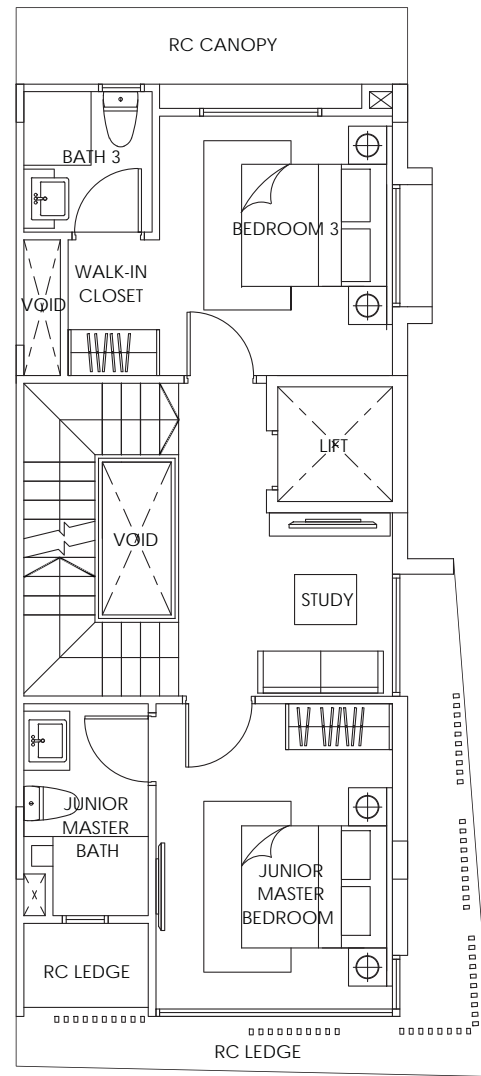 RC CANOPY
BATH 3
BEDROOM 3
WALK-IN
CLOSET
VOID
LIFT
VOID
STUDY
JUNIOR
MASTER
BATH
JUNIOR
MASTER
BEDROOM
RC LEDGE
RC LEDGE